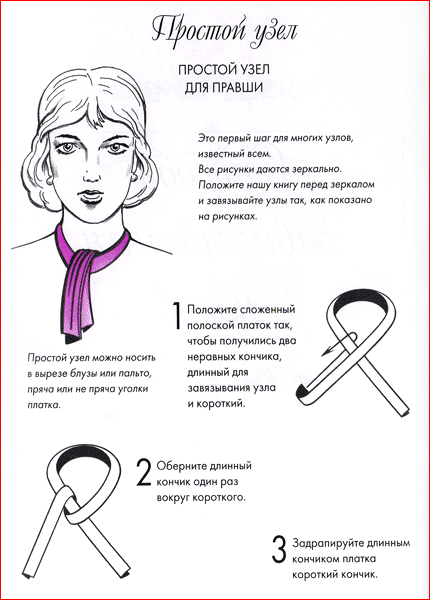 Простой узел
ПРОСТОЙ УЗЕЛ
ДЛЯ ПРАВШИ
Это первый шаг для многих узлов,
известный всем.
Все рисунки даются зеркально.
Положите нашу книгу перед зеркалом
и завязывайте узлы так, как показано
на рисунках.
Простой узел можно носить
в вырезе блузы или пальто,
пряча или не пряча уголки
платка.
1 Положите сложенный
полоской платок так,
чтобы получились два
неравных кончика,
длинный для
завязывания узла
и короткий.
2 Оберните длинный
кончик один раз
вокруг короткого.
3 Задрапируйте длинным
кончиком платка
короткий кончик.